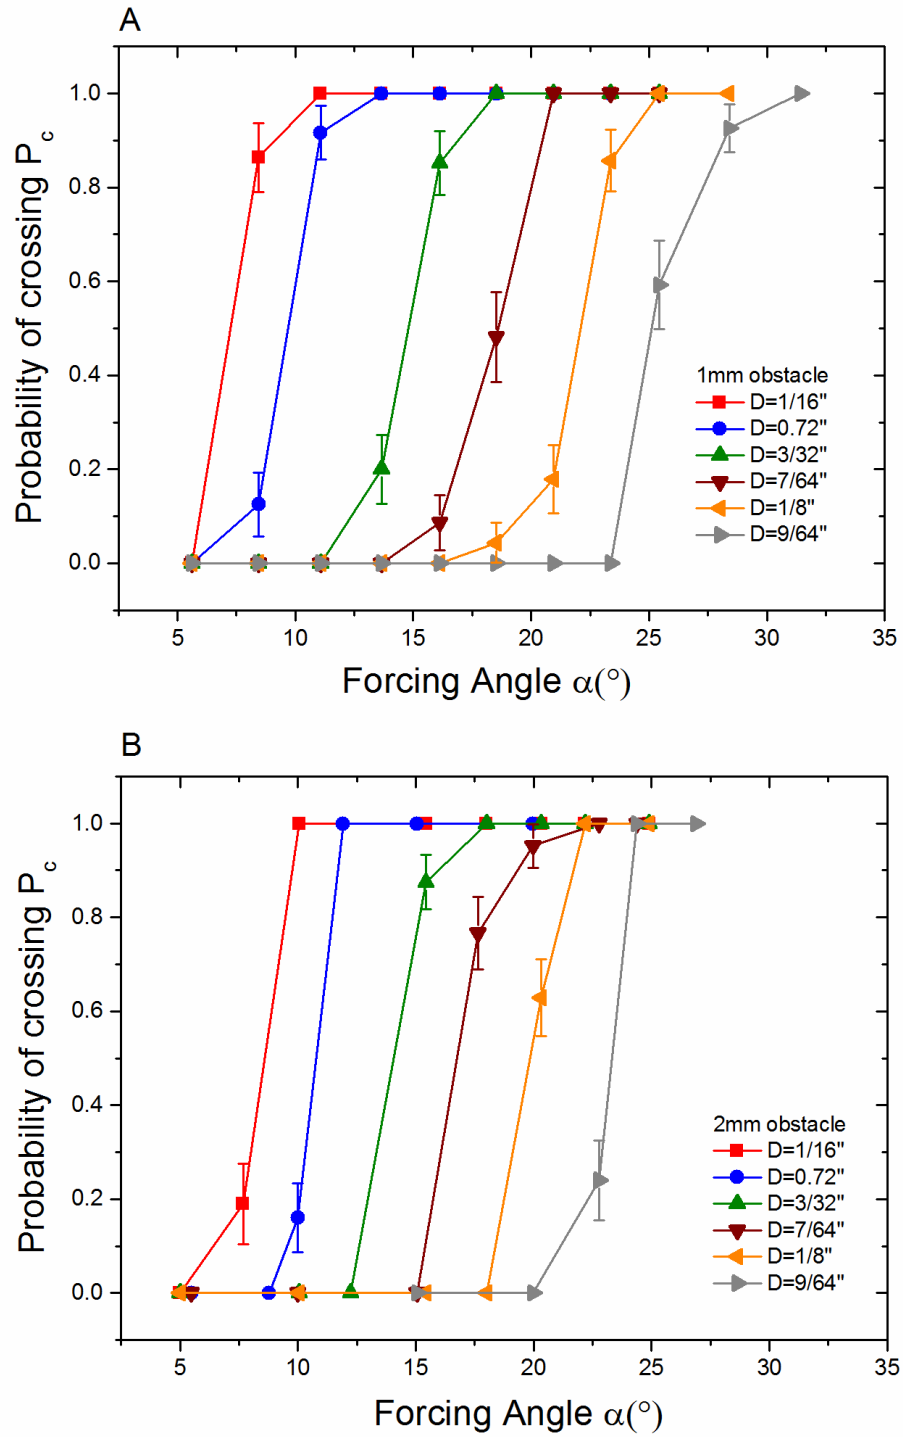 A
1.0
0.8
0.6
0.4
0.2
0.0
Probability of crossing P_c
1mm obstacle
D=1/16"
D=0.72"
D=3/32"
D=7/64"
D=1/8"
D=9/64"
5 10 15 20 25 30 35
Forcing Angle α(°)
B
1.0
0.8
0.6
0.4
0.2
0.0
Probability of crossing P_c
2mm obstacle
D=1/16"
D=0.72"
D=3/32"
D=7/64"
D=1/8"
D=9/64"
5 10 15 20 25 30 35
Forcing Angle α(°)